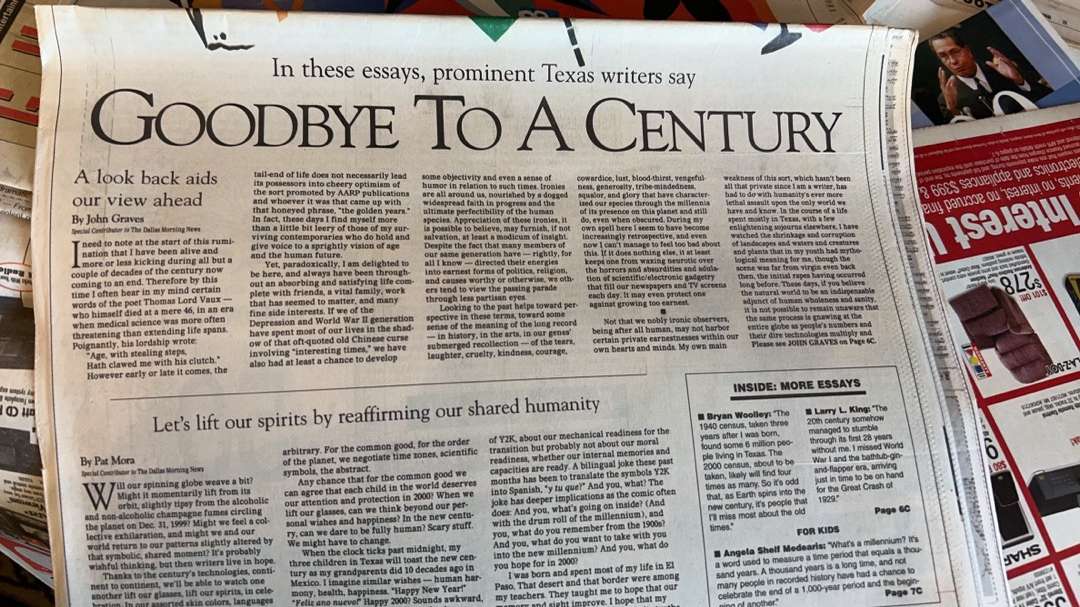 In these essays, prominent Texas writers say
GOODBYE TO A CENTURY
A look back aids
our view ahead
By John Graves
Special Contributor to The Dallas Morning News
I need to note at the start of this rumi-
nation that I have been alive and
more or less kicking during all but a
couple of decades of the century now
coming to an end. Therefore by this
time I often hear in my mind certain
words of the poet Thomas Lord Vaux —
who himself died at a mere 46, in an era
when medical science was more often
threatening than extending life spans.
Poignantly, his lordship wrote:
"Age, with stealing steps,
Hath clawed me with his clutch."
However early or late it comes, the
tail-end of life does not necessarily lead
its possessors into cheery optimism of
the sort promoted by AARP publications
and whoever it was that came up with
that honeyed phrase, "the golden years."
In fact, these days I find myself more
than a little bit leery of those of my sur-
viving contemporaries who do hold and
give voice to a sprightly vision of age
and the human future.
Yet, paradoxically, I am delighted to
be here, and always have been through-
out an absorbing and satisfying life com-
plete with friends, a vital family, work
that has seemed to matter, and many
fine side interests. If we of the
Depression and World War II generation
have spent most of our lives in the shad-
ow of that oft-quoted old Chinese curse
involving "interesting times," we have
also had at least a chance to develop
some objectivity and even a sense of
humor in relation to such times. Ironies
are all around us, nourished by a dogged
widespread faith in progress and the
ultimate perfectibility of the human
species. Appreciation of these ironies, it
is possible to believe, may furnish, if not
salvation, at least a modicum of insight.
Despite the fact that many members of
our same generation have — rightly, for
all I know — directed their energies
into earnest forms of politics, religion,
and causes worthy or otherwise, we oth-
ers tend to view the passing parade
through less partisan eyes.
Looking to the past helps toward per-
spective in these terms, toward some
sense of the meaning of the long record
— in history, in the arts, in our genes'
submerged recollection — of the tears,
laughter, cruelty, kindness, courage,
cowardice, lust, blood-thirst, vengeful-
ness, generosity, tribe-mindedness,
squalor, and glory that have character-
ized our species through the millennia
of its presence on this planet and still
do, even when obscured. During my
own spell here I seem to have become
increasingly retrospective, and even
now I can't manage to feel too bad about
this. If it does nothing else, it at least
keeps one from waxing neurotic over
the horrors and absurdities and adula-
tion of scientific/electronic gadgetry
that fill our newspapers and TV screens
each day. It may even protect one
against growing too earnest.
■
Not that we nobly ironic observers,
being after all human, may not harbor
certain private earnestnesses within our
own hearts and minds. My own main
weakness of this sort, which hasn't been
all that private since I am a writer, has
had to do with humanity's ever more
lethal assault upon the only world we
have and know. In the course of a life
spent mostly in Texas, with a few
enlightening sojourns elsewhere, I have
watched the shrinkage and corruption
of landscapes and waters and creatures
and plants that in my youth had mytho-
logical meaning for me, though the
scene was far from virgin even back
then, the initial rapes having occurred
long before. These days, if you believe
the natural world to be an indispensable
adjunct of human wholeness and sanity,
it is not possible to remain unaware that
the same process is gnawing at the
entire globe as people's numbers and
their dire technologies multiply and
Please see JOHN GRAVES on Page 6C.
Let's lift our spirits by reaffirming our shared humanity
By Pat Mora
Special Contributor to The Dallas Morning News
Will our spinning globe weave a bit?
Might it momentarily lift from its
orbit, slightly tipsy from the alcoholic
and non-alcoholic champagne fumes circling
the planet on Dec. 31, 1999? Might we feel a col-
lective exhilaration, and might we and our
world return to our patterns slightly altered by
that symbolic, shared moment? It's probably
wishful thinking, but then writers live in hope.
Thanks to the century's technologies, conti-
nent to continent, we'll be able to watch one
another lift our glass, lift our spirits, in cele-
bration. In our assorted skin colors, languages
arbitrary. For the common good, for the order
of the planet, we negotiate time zones, scientific
symbols, the abstract.
Any chance that for the common good we
can agree that each child in the world deserves
our attention and protection in 2000? When we
lift our glasses, can we think beyond our per-
sonal wishes and happiness? In the new centu-
ry, can we dare to be fully human? Scary stuff.
We might have to change.
When the clock ticks past midnight, my
three children in Texas will toast the new cen-
tury as my grandparents did 10 decades ago in
Mexico. I imagine similar wishes — human har-
mony, health, happiness. "Happy New Year"
"Feliz ano nuevo!" Happy 2000? Sounds awkward,
of Y2K, about our mechanical readiness for the
transition but probably not about our moral
readiness, whether our internal memories and
capacities are ready. A bilingual joke these past
months has been to translate the symbols Y2K
into Spanish, "y tu que?" And you, what? The
joke has deeper implications as the comic often
does: And you, what's going on inside? (And
with the drum roll of the millennium), and
you, what do you remember from the 1900s?
And you, what do you want to take with you
into the new millennium? And you, what do
you hope for in 2000?
I was born and spent most of my life in El
Paso. That desert and that border were among
my teachers. They taught me to hope that our
memory and sight improve. I hope that my
INSIDE: MORE ESSAYS
■ Bryan Woolley: "The
1940 census, taken three
years after I was born,
found some 6 million peo-
ple living in Texas. The
2000 census, about to be
taken, likely will find four
times as many. So it's odd
that, as Earth spins into the
new century, it's people that
I'll miss most about the old
times."
■ Larry L. King: "The
20th century somehow
managed to stumble
through its first 28 years
without me. I missed World
War I and the bathtub-gin-
and-flapper era, arriving
just in time to be on hand
for the Great Crash of
1929."
Page 6C
FOR KIDS
■ Angela Shelf Medearis: "What's a millennium? It's
a word used to measure a time period that equals a thou-
sand years. A thousand years is a long time, and not
many people in recorded history have had a chance to
celebrate the end of a 1,000-year period and the begin-
ning of another."
Page 7C
Interest
electronics and appliances $399 &
$278
SHARP